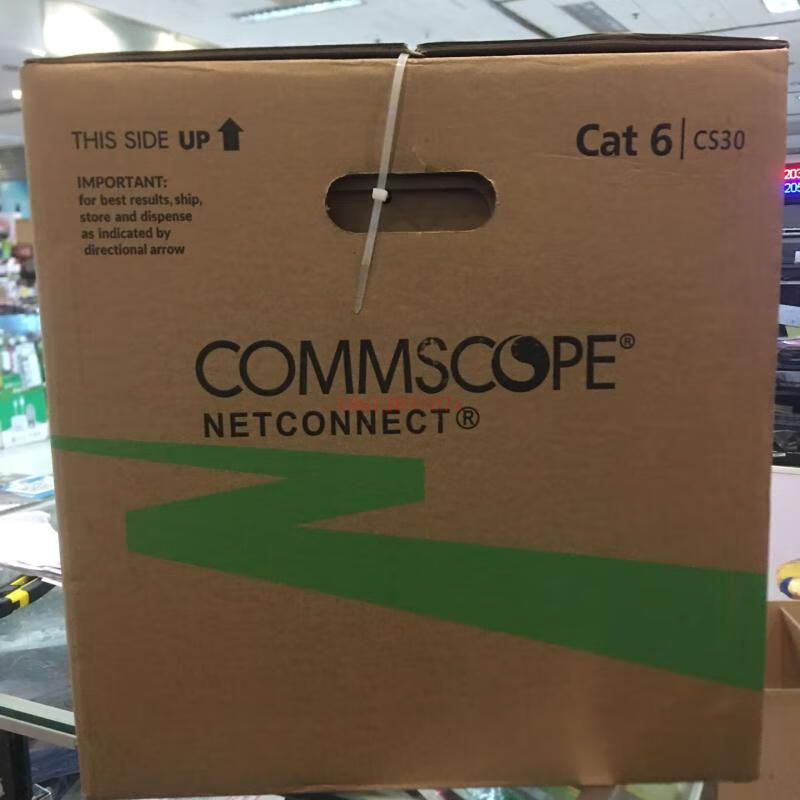 THIS SIDE UP
Cat 6 | CS30
IMPORTANT:
for best results, ship,
store and dispense
as indicated by
directional arrow
COMMSCOPE®
NETCONNECT®